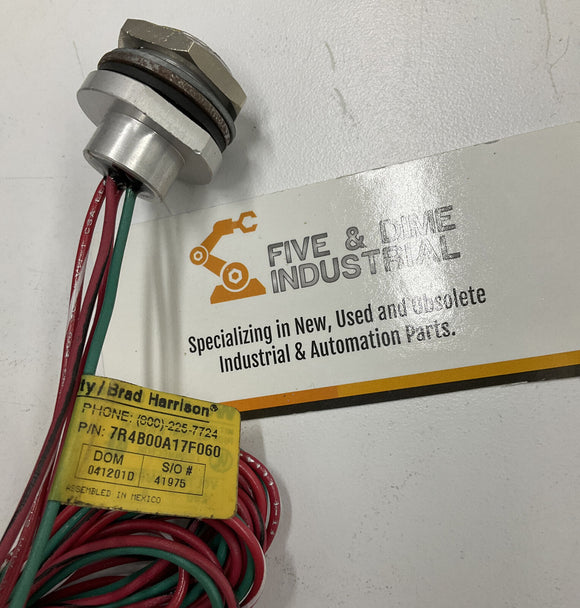 FIVE & DIME
INDUSTRIAL
Specializing in New, Used and Obsolete
Industrial & Automation Parts.
ty / Brad Harrison®
PHONE: (800)-225-7724
P/N: 7R4B00A17F060
DOM S/O #
041201D 41975
ASSEMBLED IN MEXICO